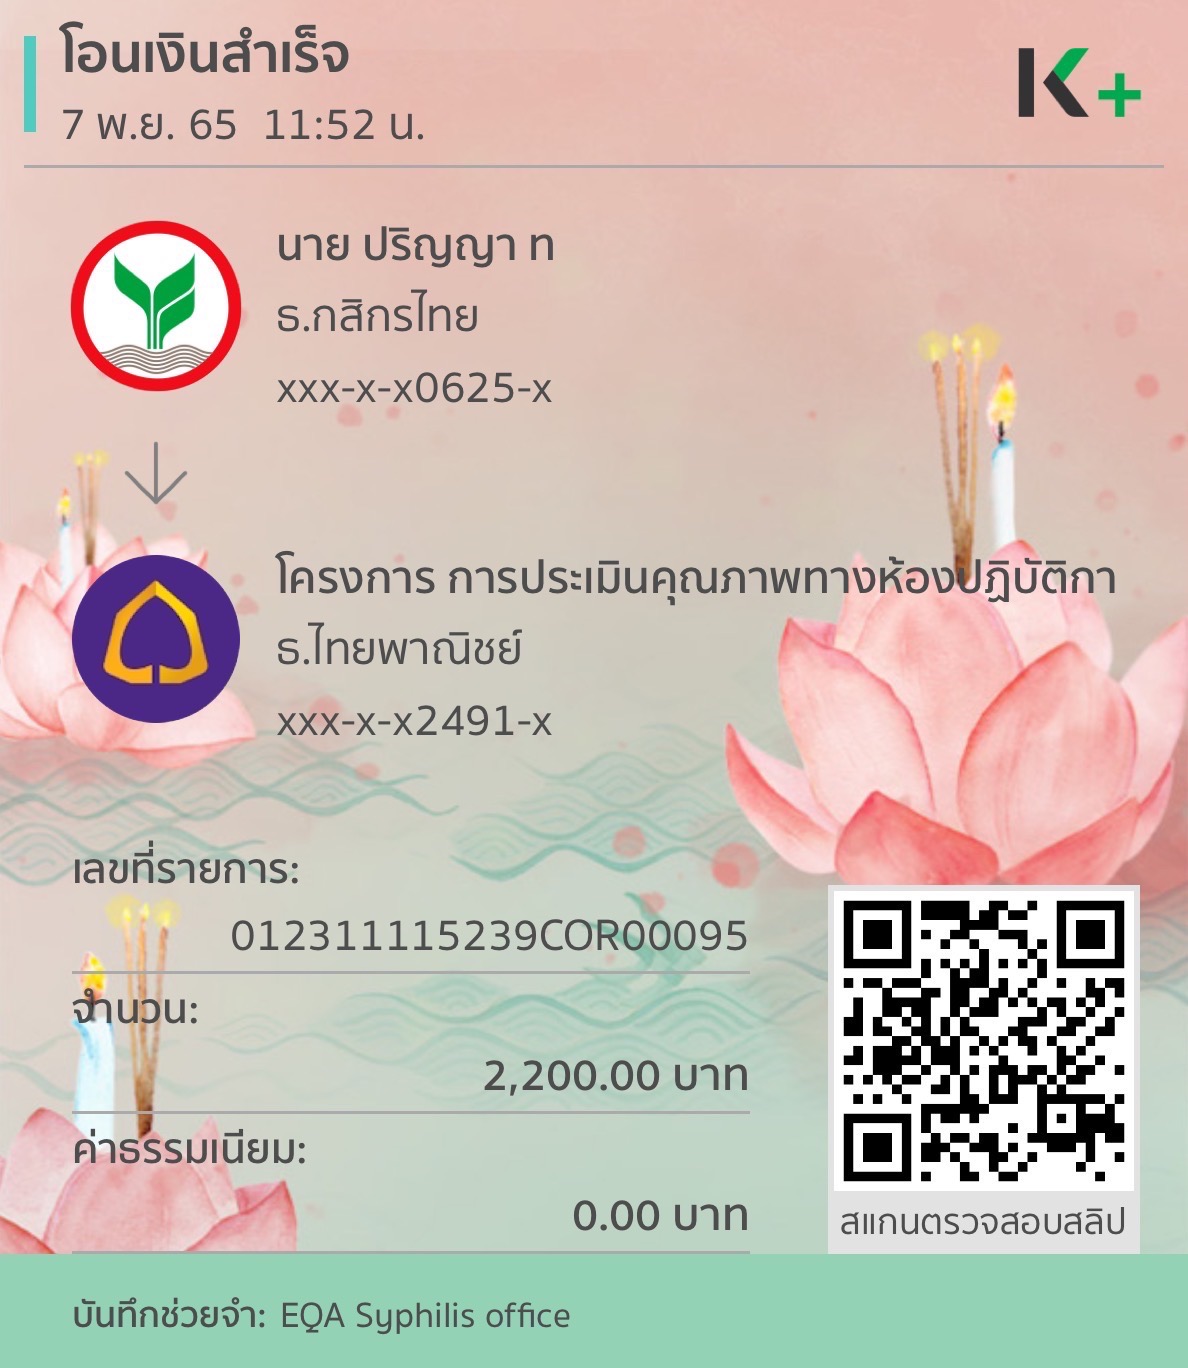 โอนเงินสำเร็จ
7 พ.ย. 65 11:52 น.
K+
นาย ปริญญา ท
ธ.กสิกรไทย
xxx-x-x0625-x
โครงการ การประเมินคุณภาพทางห้องปฏิบัติกา
ธ.ไทยพาณิชย์
xxx-x-x2491-x
เลขที่รายการ:
012311115239COR00095
จำนวน:
2,200.00 บาท
ค่าธรรมเนียม:
0.00 บาท
สแกนตรวจสอบสลิป
บันทึกช่วยจำ: EQA Syphilis office